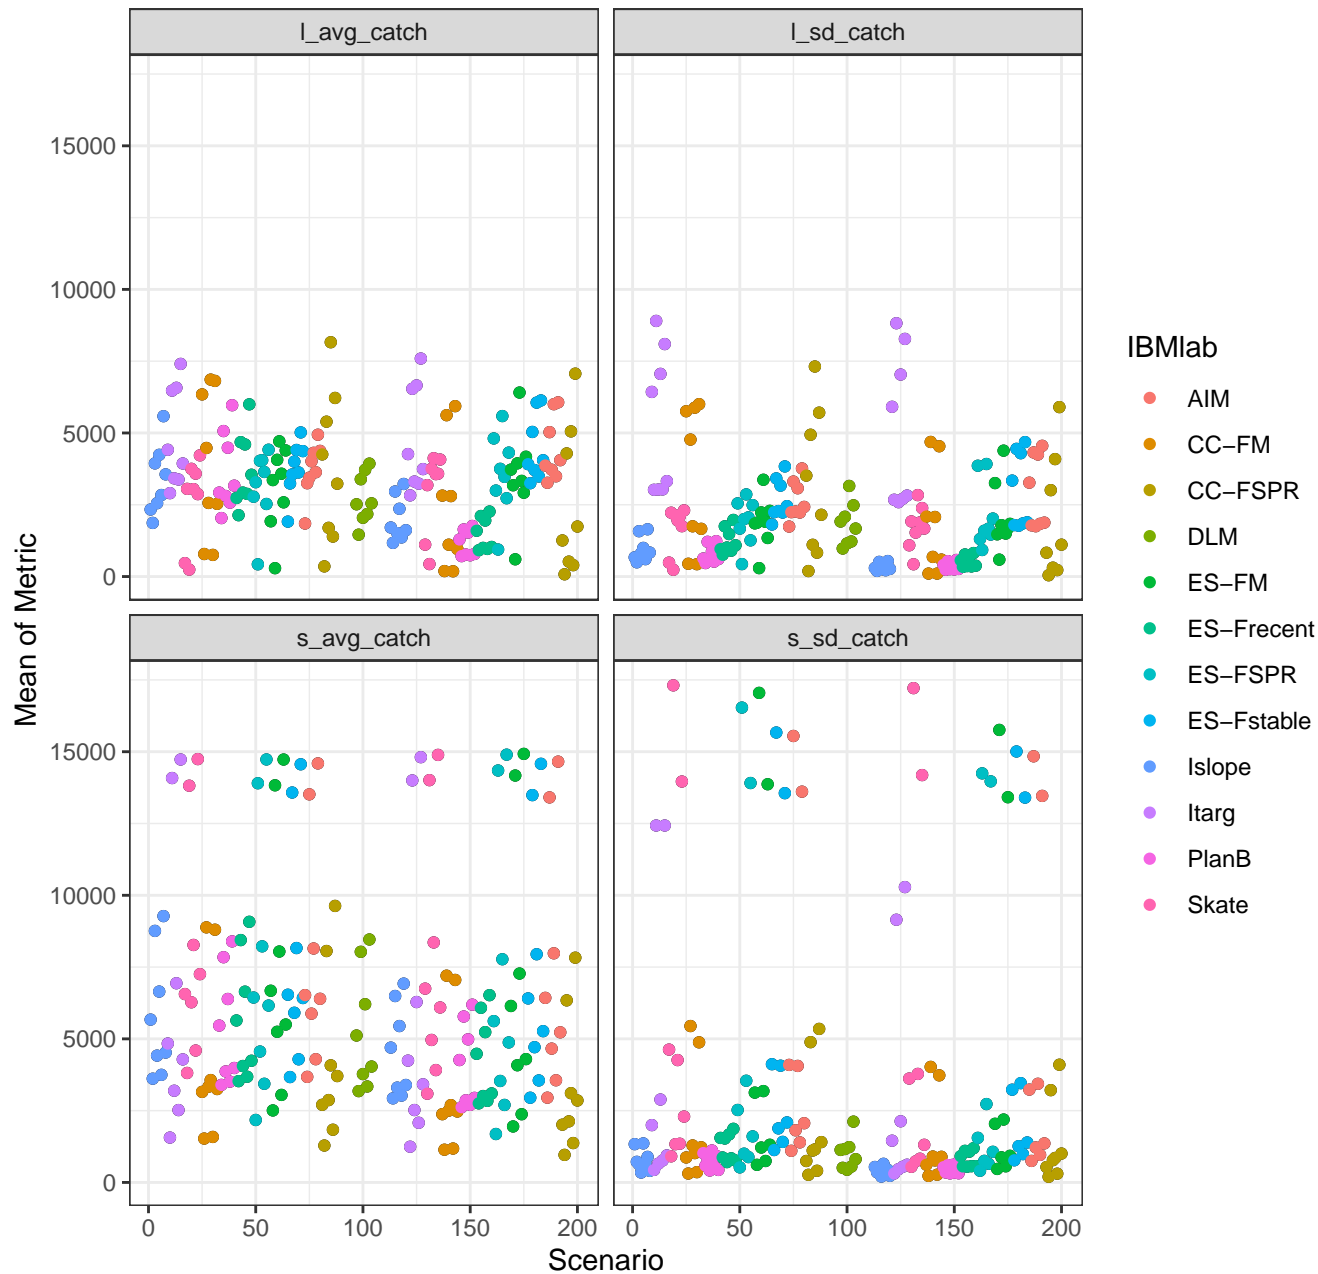 l_avg_catch
l_sd_catch
15000
10000
5000
0
s_avg_catch
s_sd_catch
15000
10000
5000
0
0 50 100 150 200
0 50 100 150 200
Scenario
Mean of Metric
IBMlab
AIM
CC−FM
CC−FSPR
DLM
ES−FM
ES−Frecent
ES−FSPR
ES−Fstable
Islope
Itarg
PlanB
Skate